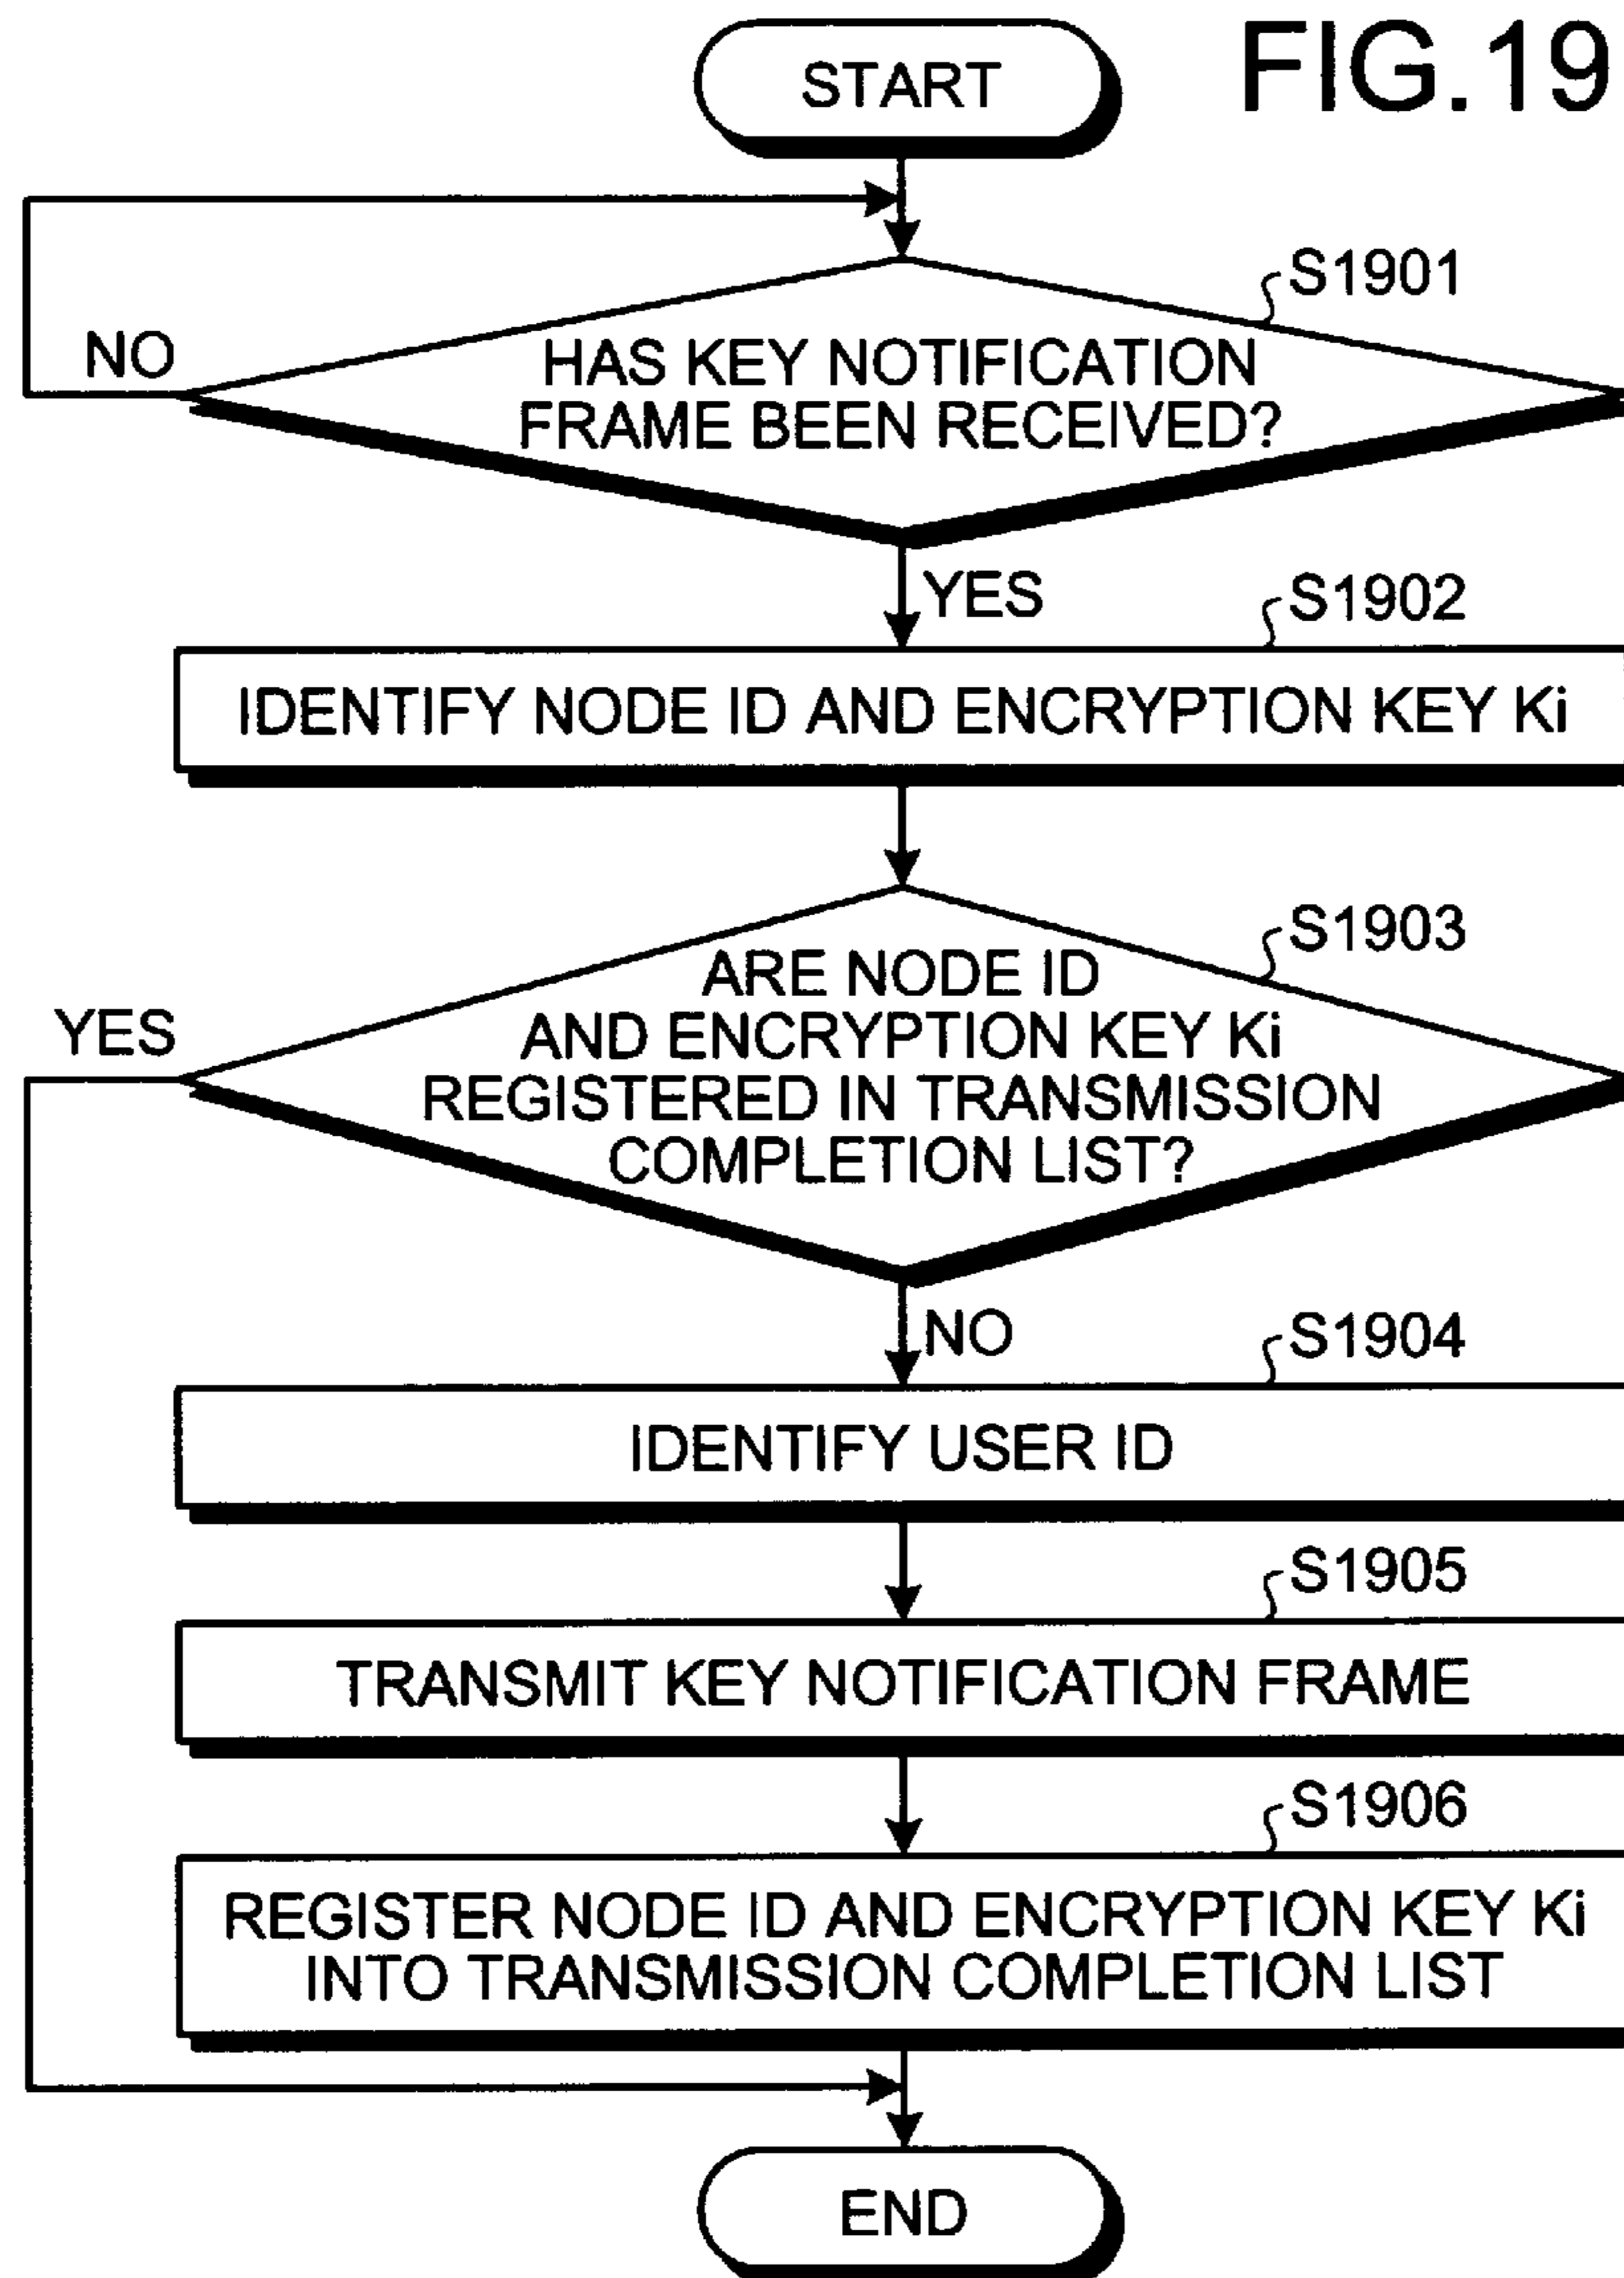 FIG.19
START
S1901
NO
HAS KEY NOTIFICATION
FRAME BEEN RECEIVED?
YES
S1902
IDENTIFY NODE ID AND ENCRYPTION KEY Ki
S1903
ARE NODE ID
AND ENCRYPTION KEY Ki
REGISTERED IN TRANSMISSION
COMPLETION LIST?
YES
NO
S1904
IDENTIFY USER ID
S1905
TRANSMIT KEY NOTIFICATION FRAME
S1906
REGISTER NODE ID AND ENCRYPTION KEY Ki
INTO TRANSMISSION COMPLETION LIST
END